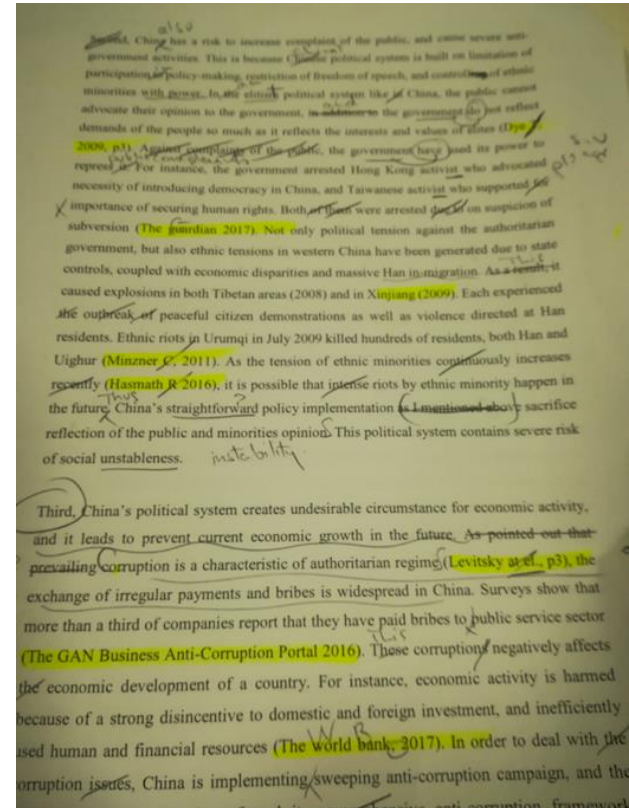 also
Second, China has a risk to increase complaint of the public, and cause severe anti-
government activities. This is because Chinese political system is built on limitation of
participation in policy-making, restriction of freedom of speech, and controlling of ethnic
minorities with power. In the elitist political system like in China, the public cannot
advocate their opinion to the government, in addition to the government do not reflect
demands of the people so much as it reflects the interests and values of elites (Dye
2009, p3). Against complaints of the public, the government have used its power to
repress it. For instance, the government arrested Hong Kong activist who advocated
necessity of introducing democracy in China, and Taiwanese activist who supported for
importance of securing human rights. Both of them were arrested due to on suspicion of
subversion (The guardian 2017). Not only political tension against the authoritarian
government, but also ethnic tensions in western China have been generated due to state
This
controls, coupled with economic disparities and massive Han in-migration. As a result, it
caused explosions in both Tibetan areas (2008) and in Xinjiang (2009). Each experienced
the outbreak of peaceful citizen demonstrations as well as violence directed at Han
residents. Ethnic riots in Urumqi in July 2009 killed hundreds of residents, both Han and
Uighur (Minzner C, 2011). As the tension of ethnic minorities continuously increases
recently (Hasmath R 2016), it is possible that intense riots by ethnic minority happen in
Thus ?
the future. China's straightforward policy implementation as I mentioned above sacrifice
reflection of the public and minorities opinion. This political system contains severe risk
of social unstableness. instability.
Third, China's political system creates undesirable circumstance for economic activity,
and it leads to prevent current economic growth in the future. As pointed out that
prevailing corruption is a characteristic of authoritarian regime (Levitsky at el., p3), the
exchange of irregular payments and bribes is widespread in China. Surveys show that
more than a third of companies report that they have paid bribes to public service sector
This
(The GAN Business Anti-Corruption Portal 2016). These corruptions negatively affects
the economic development of a country. For instance, economic activity is harmed
because of a strong disincentive to domestic and foreign investment, and inefficiently
W B
used human and financial resources (The world bank, 2017). In order to deal with the
corruption issues, China is implementing sweeping anti-corruption campaign, and the